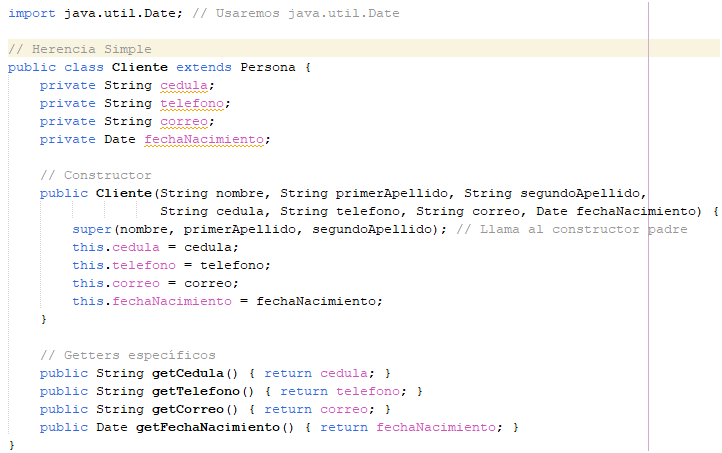 import java.util.Date; // Usaremos java.util.Date
// Herencia Simple
public class Cliente extends Persona {
private String cedula;
private String telefono;
private String correo;
private Date fechaNacimiento;
// Constructor
public Cliente(String nombre, String primerApellido, String segundoApellido,
String cedula, String telefono, String correo, Date fechaNacimiento) {
super(nombre, primerApellido, segundoApellido); // Llama al constructor padre
this.cedula = cedula;
this.telefono = telefono;
this.correo = correo;
this.fechaNacimiento = fechaNacimiento;
}
// Getters específicos
public String getCedula() { return cedula; }
public String getTelefono() { return telefono; }
public String getCorreo() { return correo; }
public Date getFechaNacimiento() { return fechaNacimiento; }
}